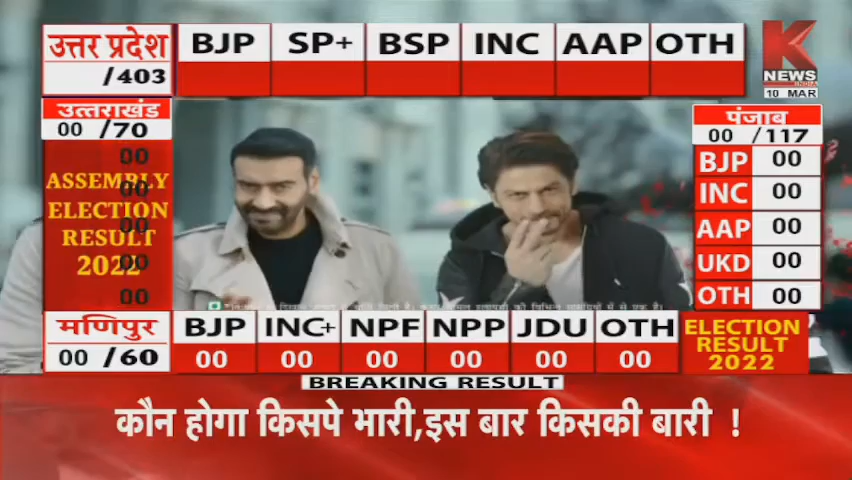 उत्तर प्रदेश
/403
BJP SP+ BSP INC AAP OTH
K
NEWS
INDIA
10 MAR
उत्तराखंड
00 /70
00
00
00
00
00
ASSEMBLY
ELECTION
RESULT
2022
पंजाब
00 /117
BJP 00
INC 00
AAP 00
UKD 00
OTH 00
मणिपुर
00 /60
BJP INC+ NPF NPP JDU OTH
00 00 00 00 00 00
ELECTION
RESULT
2022
BREAKING RESULT
कौन होगा किसपे भारी,इस बार किसकी बारी !